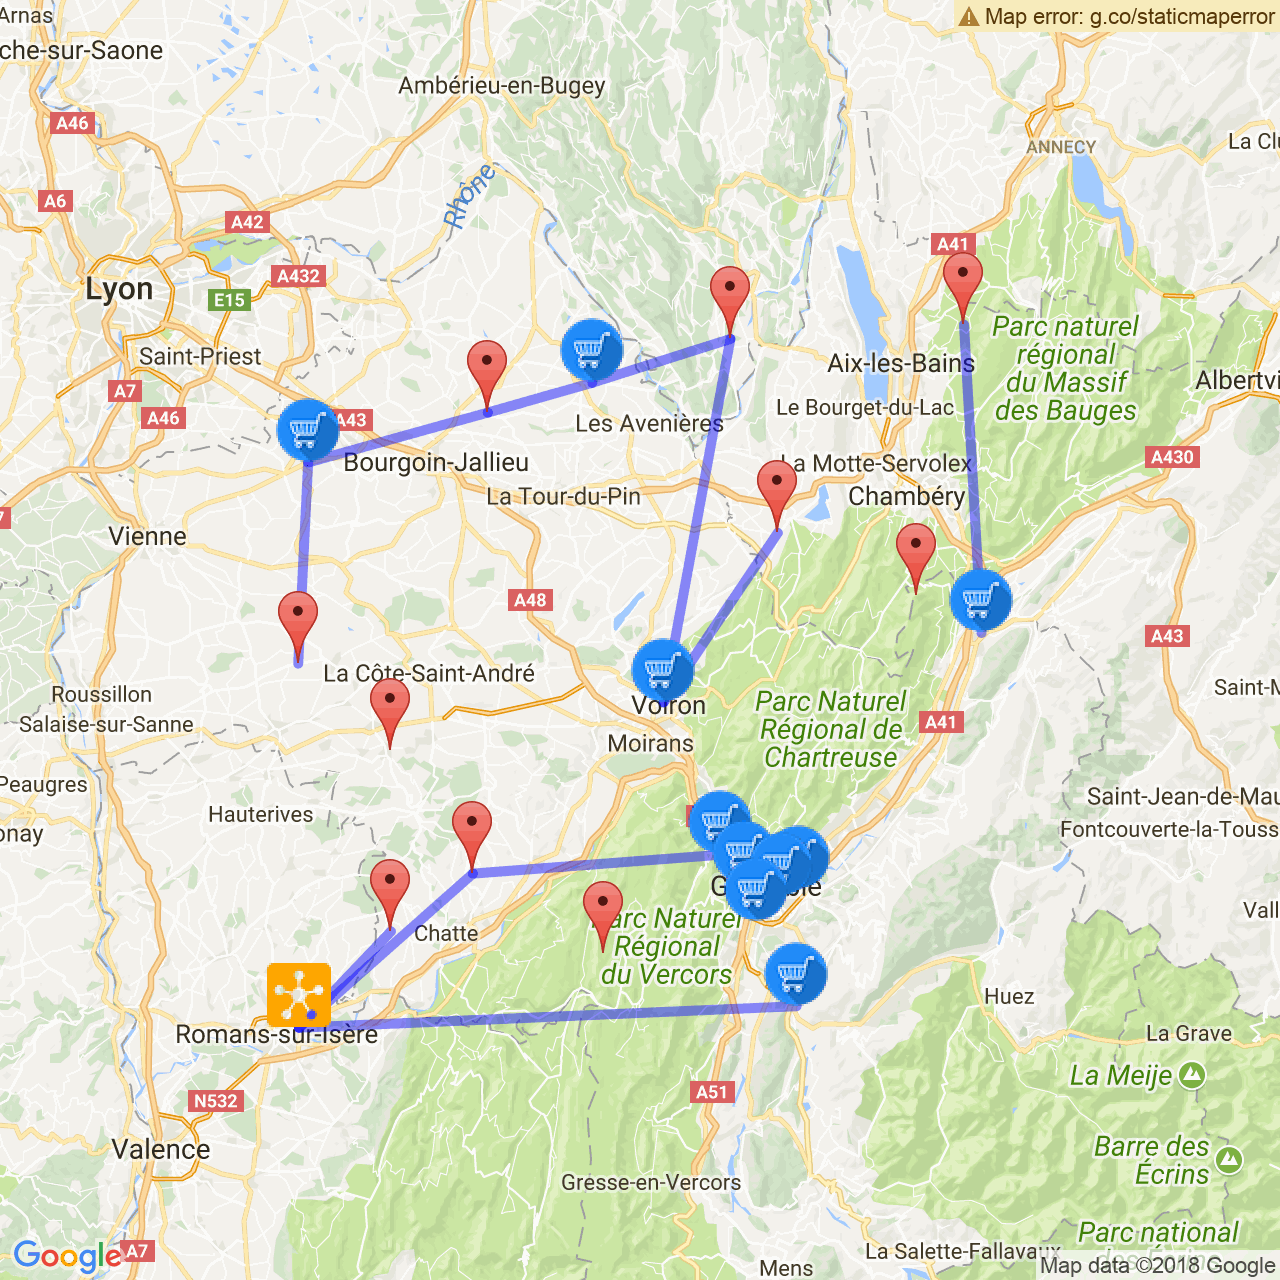 Arnas
Map error: g.co/staticmaperror
che-sur-Saone
Ambérieu-en-Bugey
A46
ANNECY
La Clu
A6
Rhône
A42
A41
A432
Lyon
E15
Parc naturel
régional
du Massif
des Bauges
Saint-Priest
Aix-les-Bains
Albertvi
A7
A46
A43
Les Avenières
Le Bourget-du-Lac
Bourgoin-Jallieu
La Motte-Servolex
A430
La Tour-du-Pin
Chambéry
Vienne
A48
A43
La Côte-Saint-André
Roussillon
Salaise-sur-Sanne
Voiron
Parc Naturel
Régional de
Chartreuse
Saint-M
A41
Moirans
Peaugres
Hauterives
Saint-Jean-de-Mau
Fontcouverte-la-Touss
onay
Chatte
Parc Naturel
Régional
du Vercors
Vall
Huez
Romans-sur-Isère
La Grave
La Meije
N532
A51
Valence
Barre des
Écrins
Gresse-en-Vercors
Parc national
Google
A7
La Salette-Fallavaux
Mens
Map data ©2018 Google